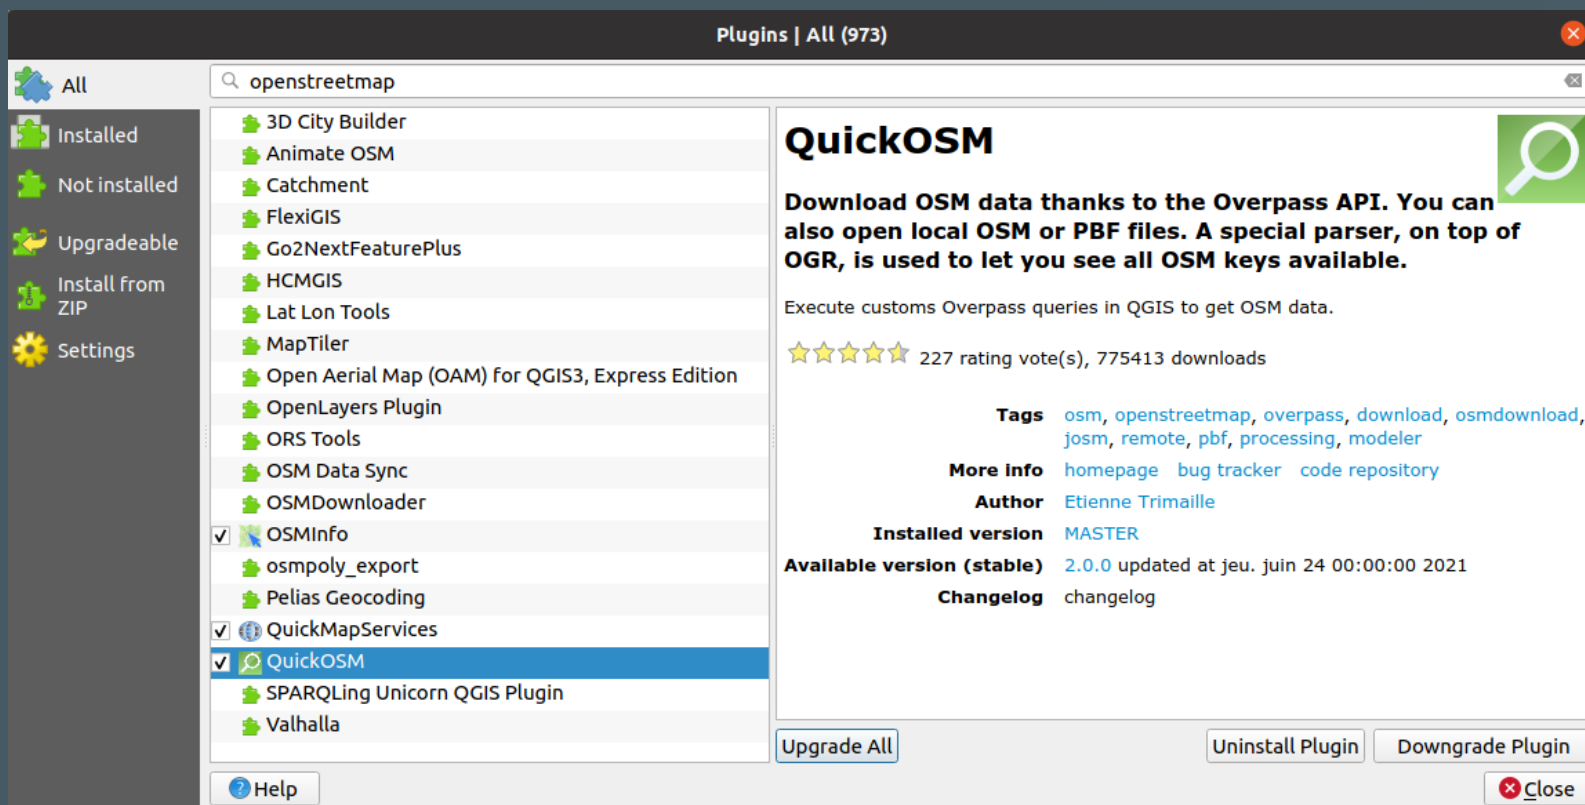 Plugins | All (973)
All
Installed
Not installed
Upgradeable
Install from
ZIP
Settings
openstreetmap
3D City Builder
Animate OSM
Catchment
FlexiGIS
Go2NextFeaturePlus
HCMGIS
Lat Lon Tools
MapTiler
Open Aerial Map (OAM) for QGIS3, Express Edition
OpenLayers Plugin
ORS Tools
OSM Data Sync
OSMDownloader
OSMInfo
osmpoly_export
Pelias Geocoding
QuickMapServices
QuickOSM
SPARQLing Unicorn QGIS Plugin
Valhalla
QuickOSM
Download OSM data thanks to the Overpass API. You can
also open local OSM or PBF files. A special parser, on top of
OGR, is used to let you see all OSM keys available.
Execute customs Overpass queries in QGIS to get OSM data.
227 rating vote(s), 775413 downloads
Tags osm, openstreetmap, overpass, download, osmdownload,
josm, remote, pbf, processing, modeler
More info homepage bug tracker code repository
Author Etienne Trimaille
Installed version MASTER
Available version (stable) 2.0.0 updated at jeu. juin 24 00:00:00 2021
Changelog changelog
Upgrade All Uninstall Plugin Downgrade Plugin
Help Close